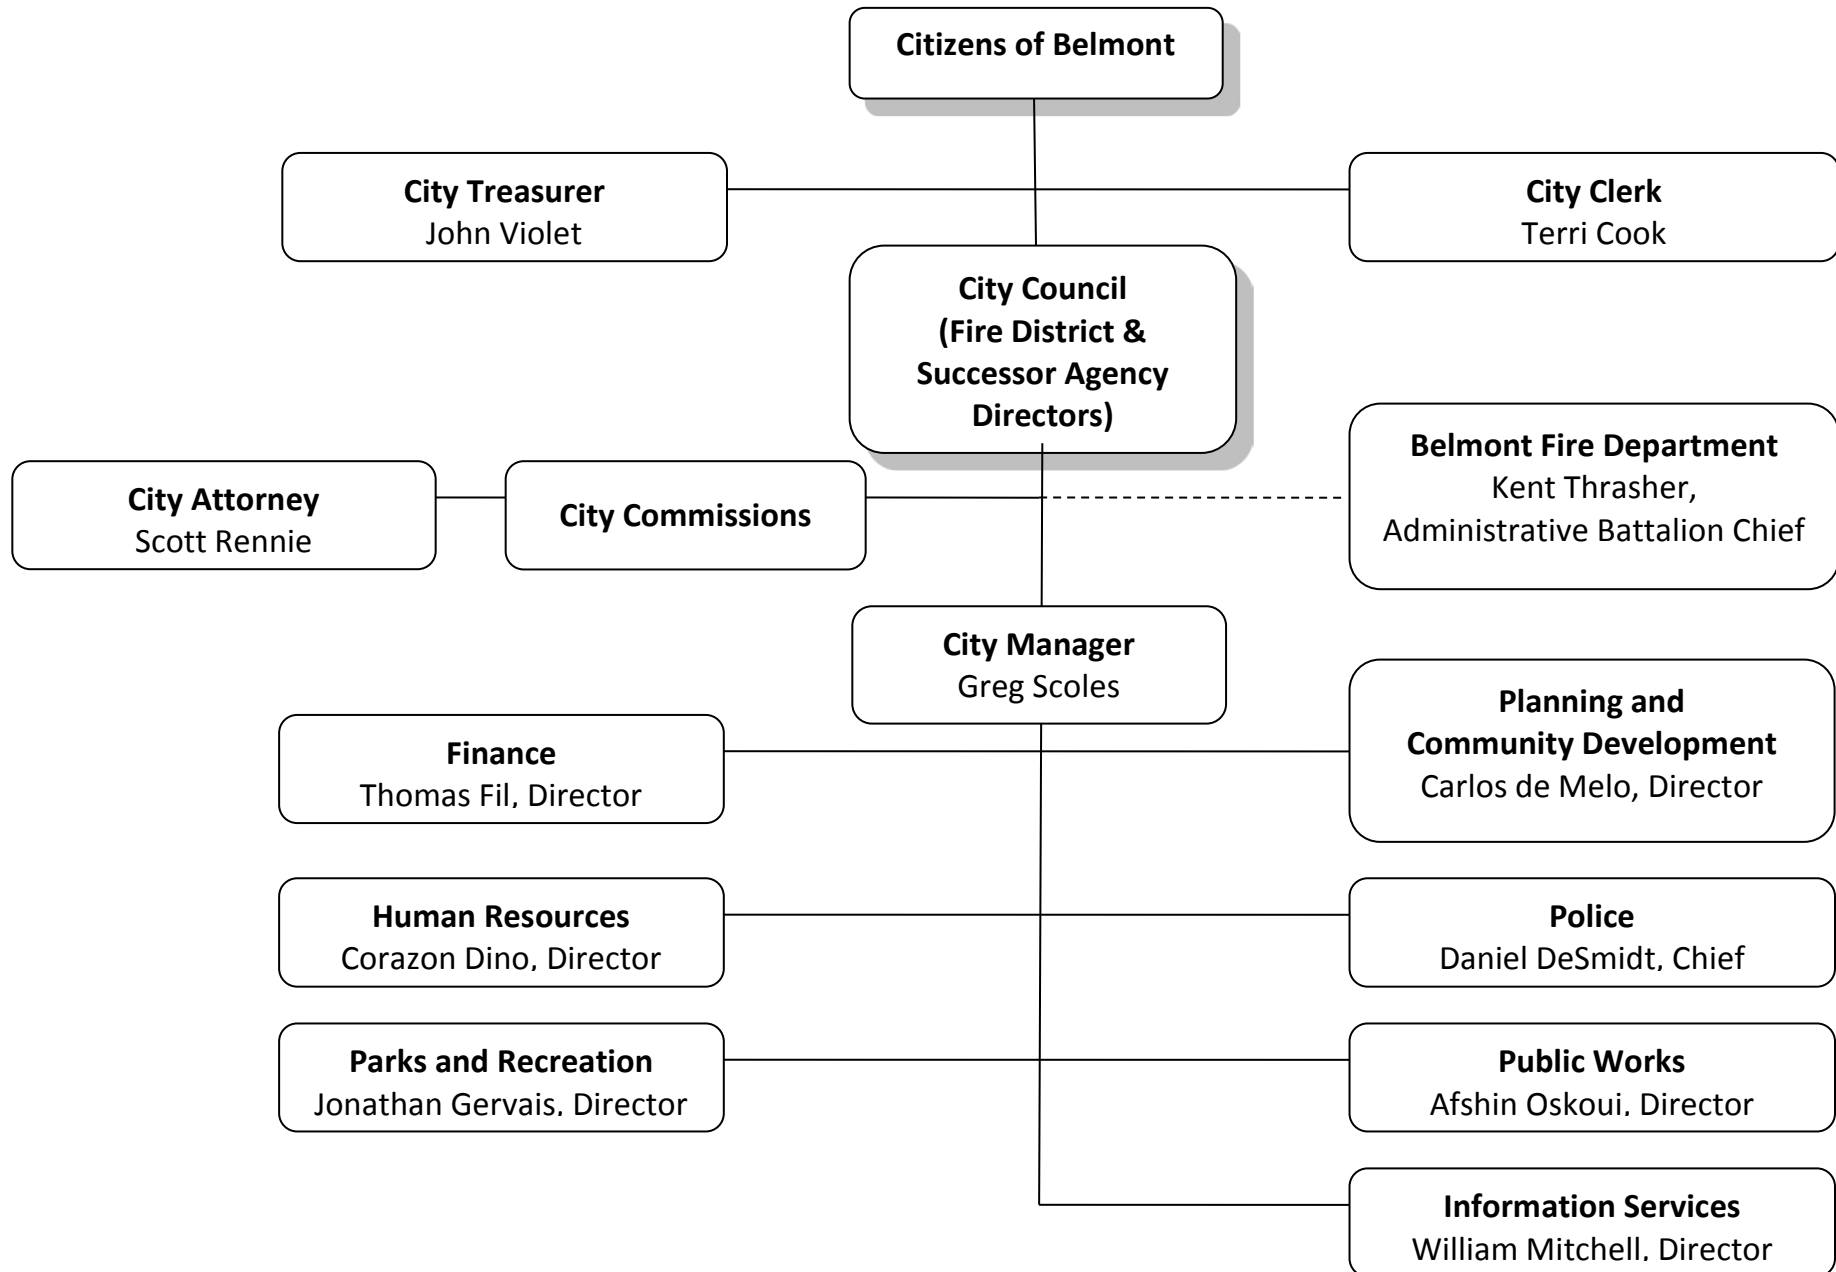 Citizens of Belmont
City Treasurer
John Violet
City Clerk
Terri Cook
City Council
(Fire District &
Successor Agency
Directors)
Belmont Fire Department
Kent Thrasher,
Administrative Battalion Chief
City Attorney
Scott Rennie
City Commissions
City Manager
Greg Scoles
Finance
Thomas Fil, Director
Planning and
Community Development
Carlos de Melo, Director
Human Resources
Corazon Dino, Director
Police
Daniel DeSmidt, Chief
Parks and Recreation
Jonathan Gervais, Director
Public Works
Afshin Oskoui, Director
Information Services
William Mitchell, Director